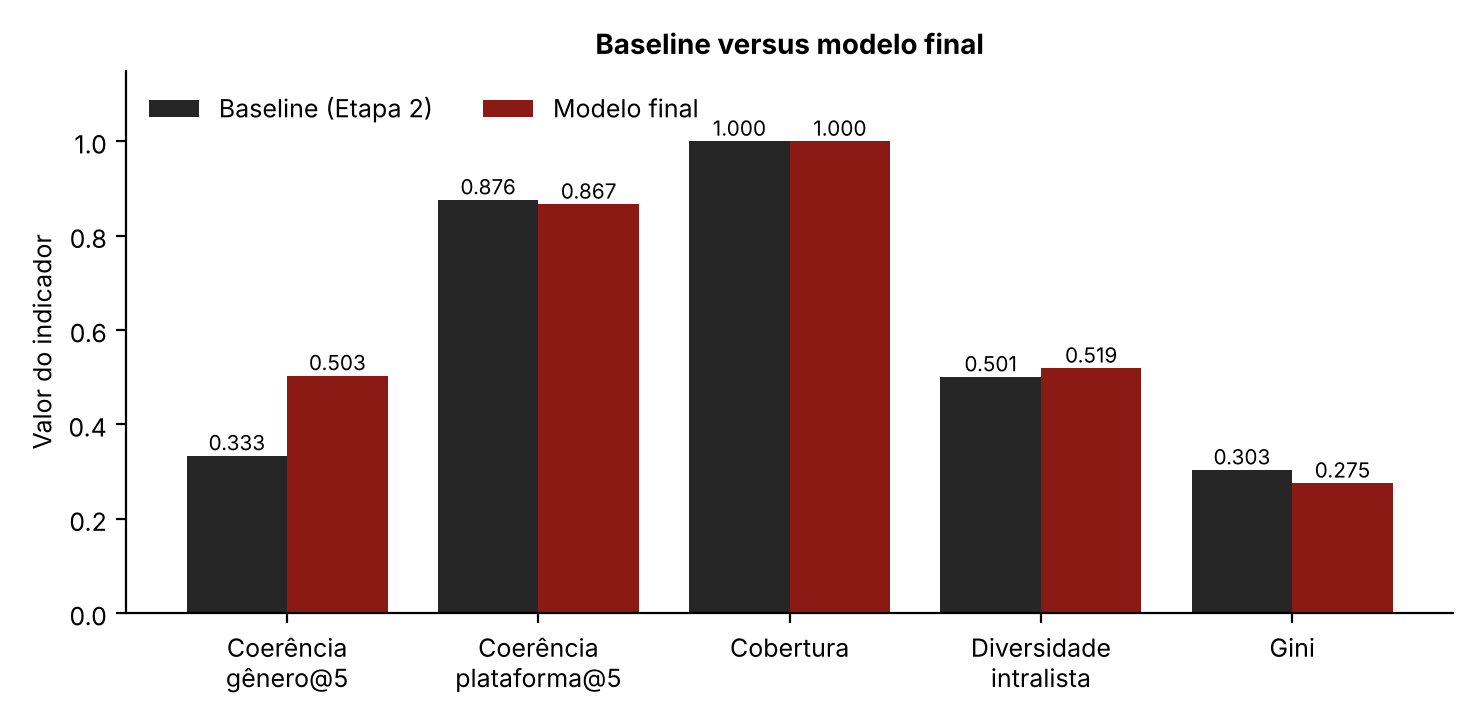 Baseline versus modelo final
Baseline (Etapa 2)
Modelo final
Valor do indicador
1.0
0.8
0.6
0.4
0.2
0.0
0.333
0.503
0.876
0.867
1.000
1.000
0.501
0.519
0.303
0.275
Coerência
gênero@5
Coerência
plataforma@5
Cobertura
Diversidade
intralista
Gini